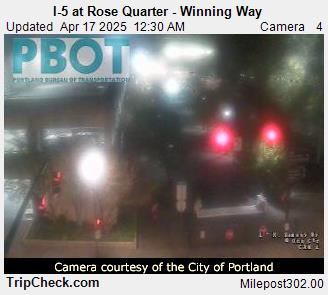 I-5 at Rose Quarter - Winning Way
Updated Apr 17 2025 12:30 AM Camera 4
PBOT
PORTLAND BUREAU OF TRANSPORTATION
Camera courtesy of the City of Portland
TripCheck.com Milepost302.00